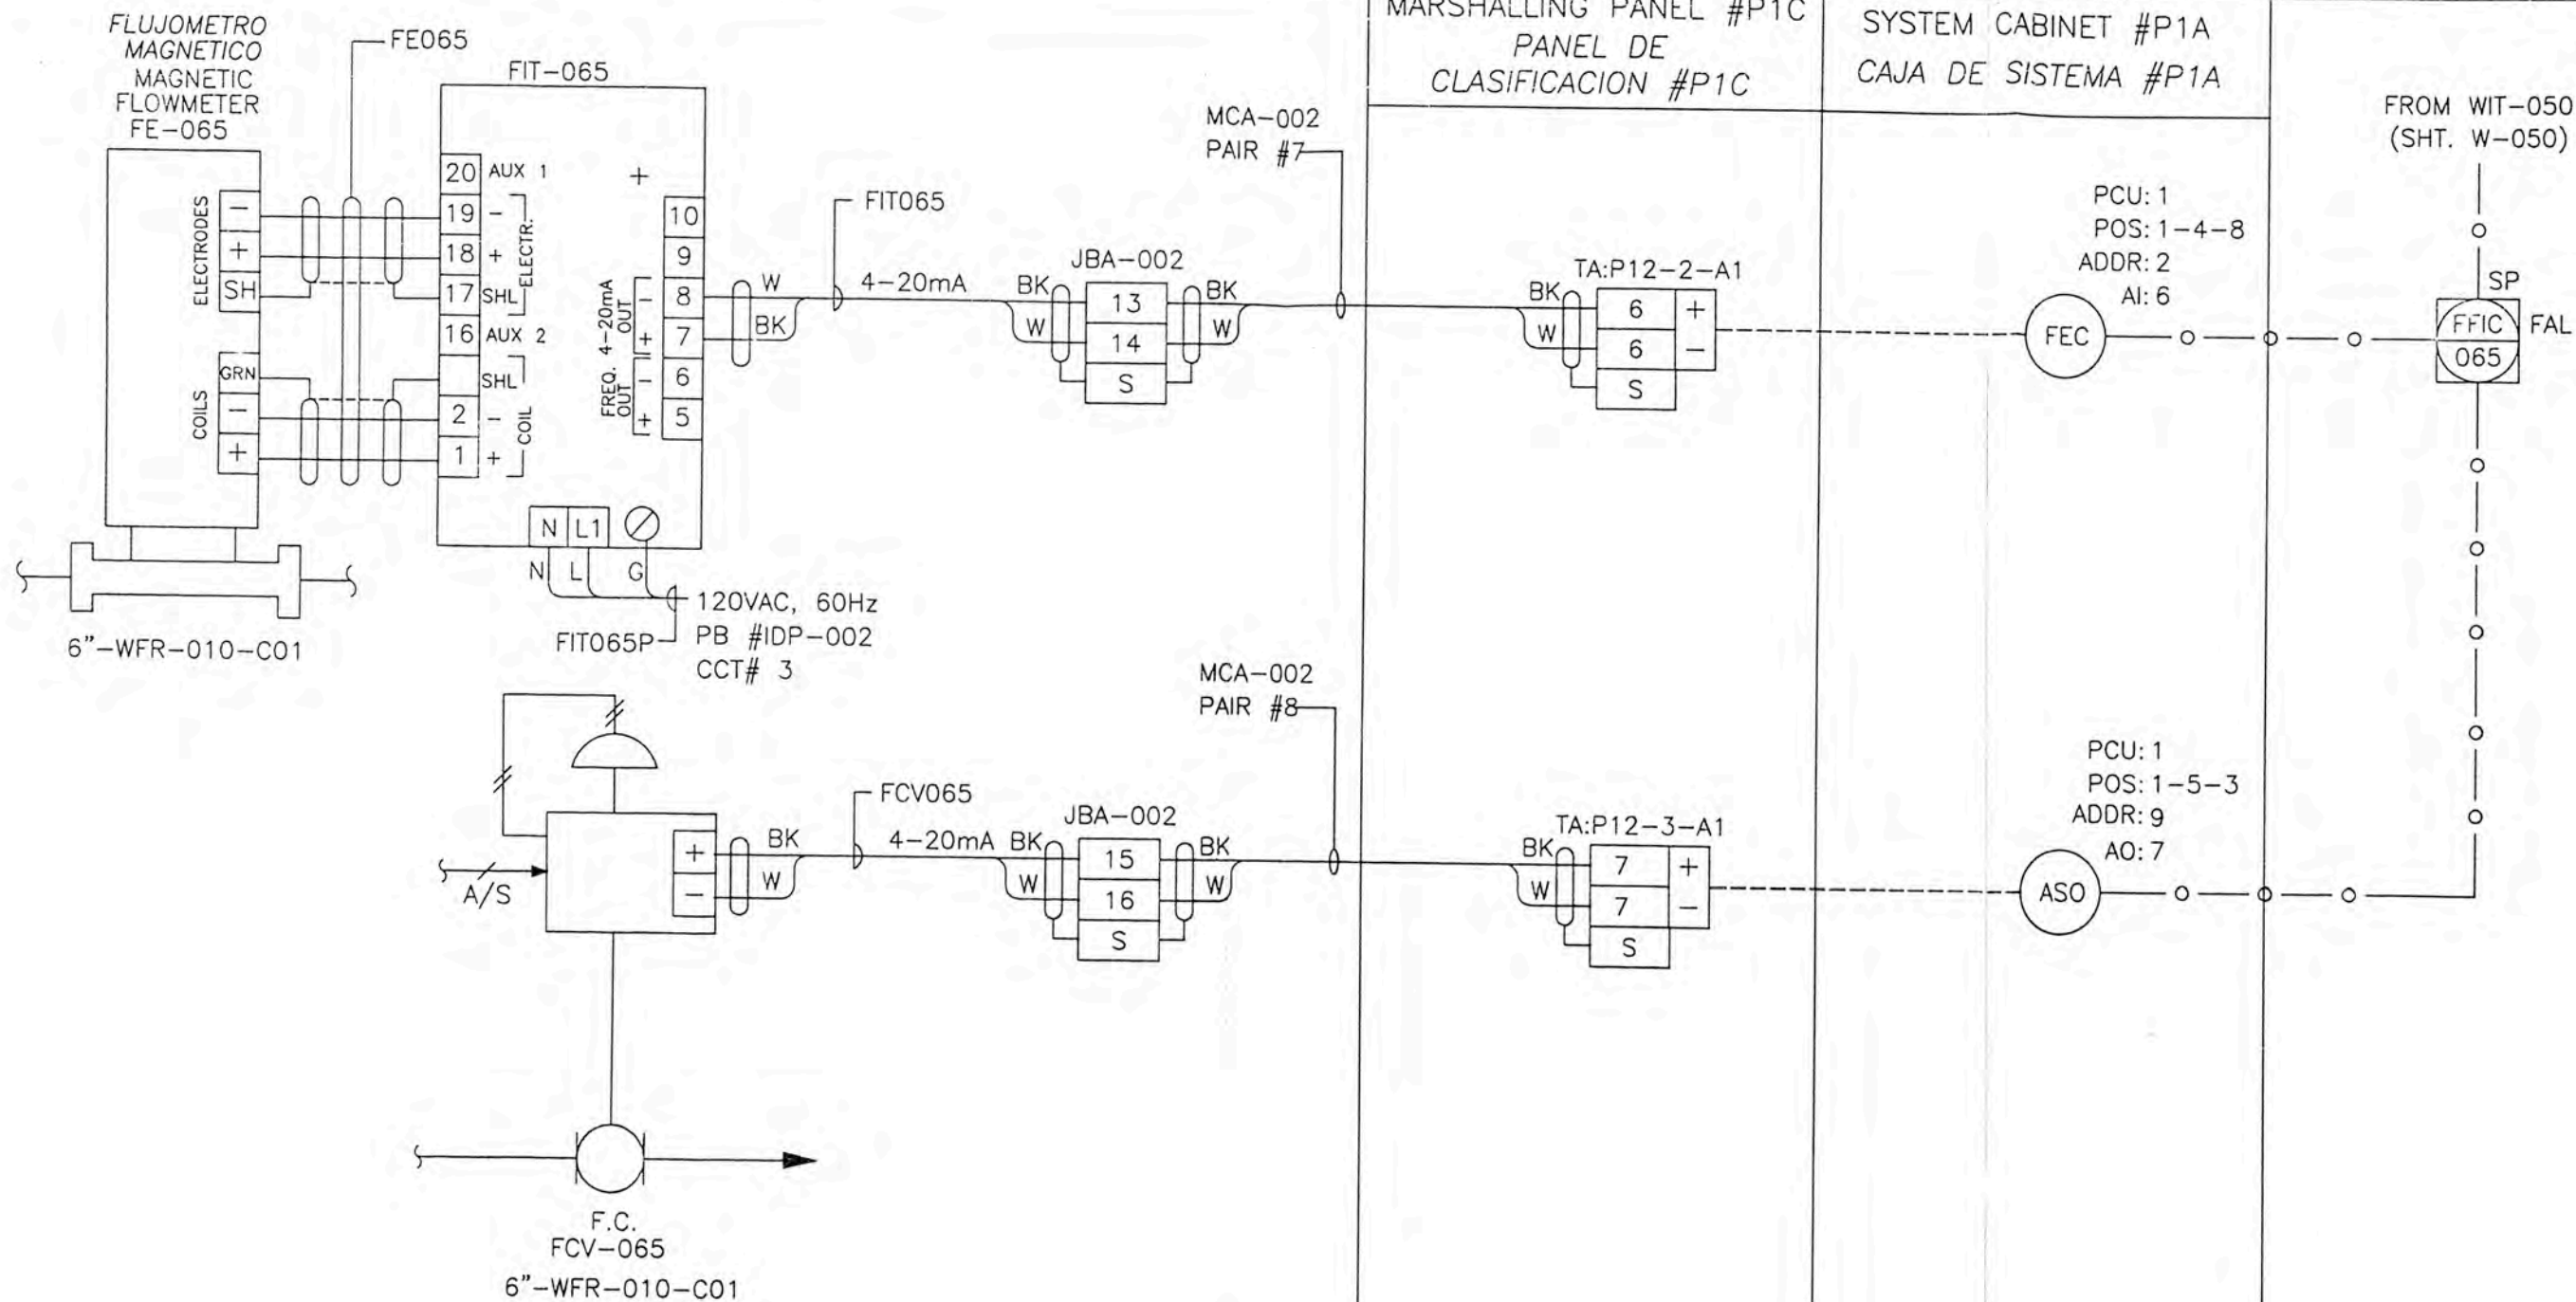 FLUJOMETRO
MAGNETICO
MAGNETIC
FLOWMETER
FE-065
FE065
FIT-065
ELECTRODES
-
+
SH
COILS
GRN
-
+
20 AUX 1
19 -
18 +
17 SHL
ELECTR.
16 AUX 2
SHL
2 -
1 +
COIL
+
10
9
8
7
6
5
4-20mA
OUT
-
+
FREQ.
OUT
-
+
N L1
N L G
FIT065P
120VAC, 60Hz
PB #IDP-002
CCT# 3
6"-WFR-010-C01
W
BK
FIT065
4-20mA
JBA-002
BK 13 BK
W 14 W
S
MCA-002
PAIR #7
MARSHALLING PANEL #P1C
PANEL DE
CLASIFICACION #P1C
TA:P12-2-A1
BK 6 +
W 6 -
S
SYSTEM CABINET #P1A
CAJA DE SISTEMA #P1A
PCU: 1
POS: 1-4-8
ADDR: 2
AI: 6
FEC
FROM WIT-050
(SHT. W-050)
SP
FFIC
065
FAL
A/S
+
-
BK
W
FCV065
4-20mA
JBA-002
BK 15 BK
W 16 W
S
MCA-002
PAIR #8
TA:P12-3-A1
BK 7 +
W 7 -
S
PCU: 1
POS: 1-5-3
ADDR: 9
AO: 7
ASO
F.C.
FCV-065
6"-WFR-010-C01